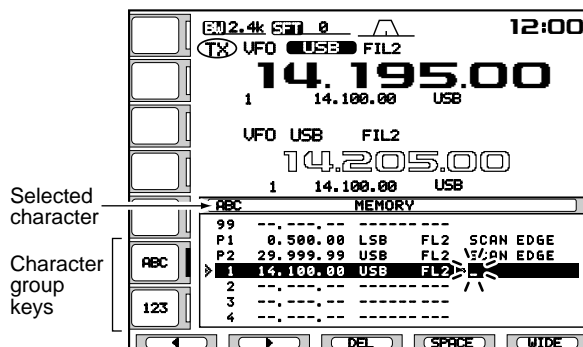 BW 2.4k SFT 0 12:00
TX VFO USB FIL2
14.195.00
1 14.100.00 USB
VFO USB FIL2
14.205.00
1 14.100.00 USB
Selected
character
ABC MEMORY
99 --.---.-- --- ---
P1 0.500.00 LSB FL2 SCAN EDGE
P2 29.999.99 USB FL2 SCAN EDGE
1 14.100.00 USB FL2
2 --.---.-- --- ---
3 --.---.-- --- ---
4 --.---.-- --- ---
Character
group
keys
ABC
123
◀ ▶ DEL SPACE WIDE